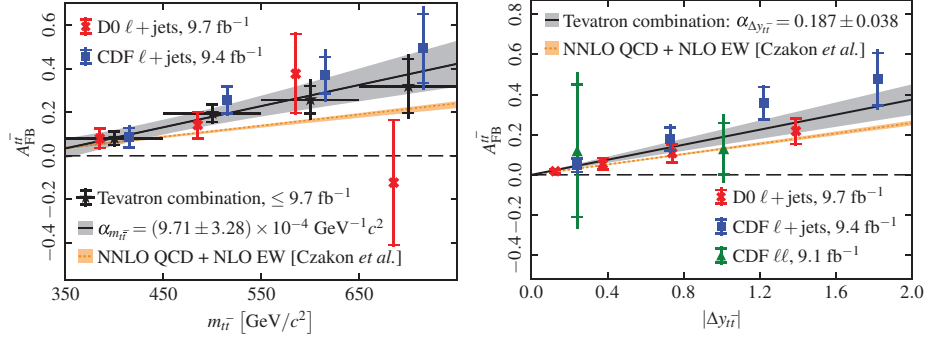 0.6
0.4
0.2
0.0
−0.2
−0.4
A_FB^{tt̄}
D0 ℓ+jets, 9.7 fb⁻¹
CDF ℓ+jets, 9.4 fb⁻¹
Tevatron combination, ≤ 9.7 fb⁻¹
α_{m_{tt̄}} = (9.71 ± 3.28) × 10⁻⁴ GeV⁻¹c²
NNLO QCD + NLO EW [Czakon et al.]
350 450 550 650
m_{tt̄} [GeV/c²]
0.8
0.6
0.4
0.2
0.0
−0.2
−0.4
A_FB^{tt̄}
Tevatron combination: α_{Δy_{tt̄}} = 0.187 ± 0.038
NNLO QCD + NLO EW [Czakon et al.]
D0 ℓ+jets, 9.7 fb⁻¹
CDF ℓ+jets, 9.4 fb⁻¹
CDF ℓℓ, 9.1 fb⁻¹
0.0 0.4 0.8 1.2 1.6 2.0
|Δy_{tt̄}|